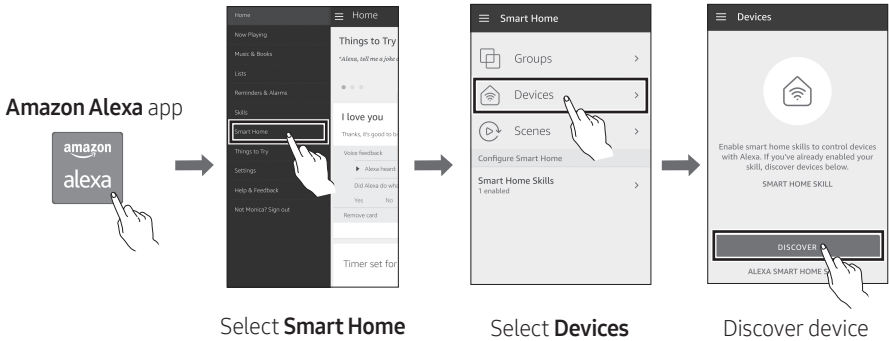 Amazon Alexa app
amazon
alexa
Home
Now Playing
Music & Books
Lists
Reminders & Alarms
Skills
Smart Home
Things to Try
Settings
Help & Feedback
Not Monica? Sign out
Home
Things to Try
"Alexa, tell me a joke
I love you
Thanks, it's good to b
Voice feedback
Alexa heard:
Did Alexa do wha
Yes No
Remove card
Timer set for
Select Smart Home
Smart Home
Groups
Devices
Scenes
Configure Smart Home
Smart Home Skills
1 enabled
Select Devices
Devices
Enable smart home skills to control devices
with Alexa. If you've already enabled your
skill, discover devices below.
SMART HOME SKILL
DISCOVER
ALEXA SMART HOME S
Discover device